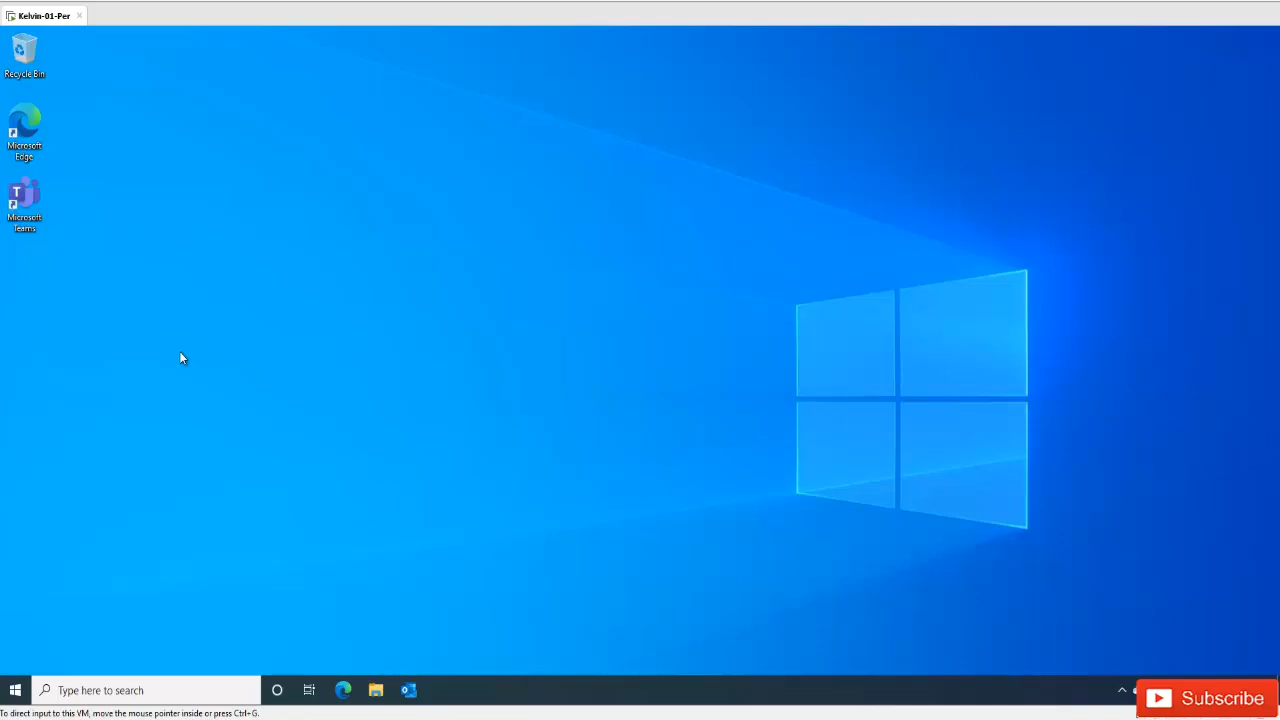 Kelvin-01-Per
Recycle Bin
Microsoft
Edge
T
Microsoft
Teams
Type here to search
Subscribe
To direct input to this VM, move the mouse pointer inside or press Ctrl+G.